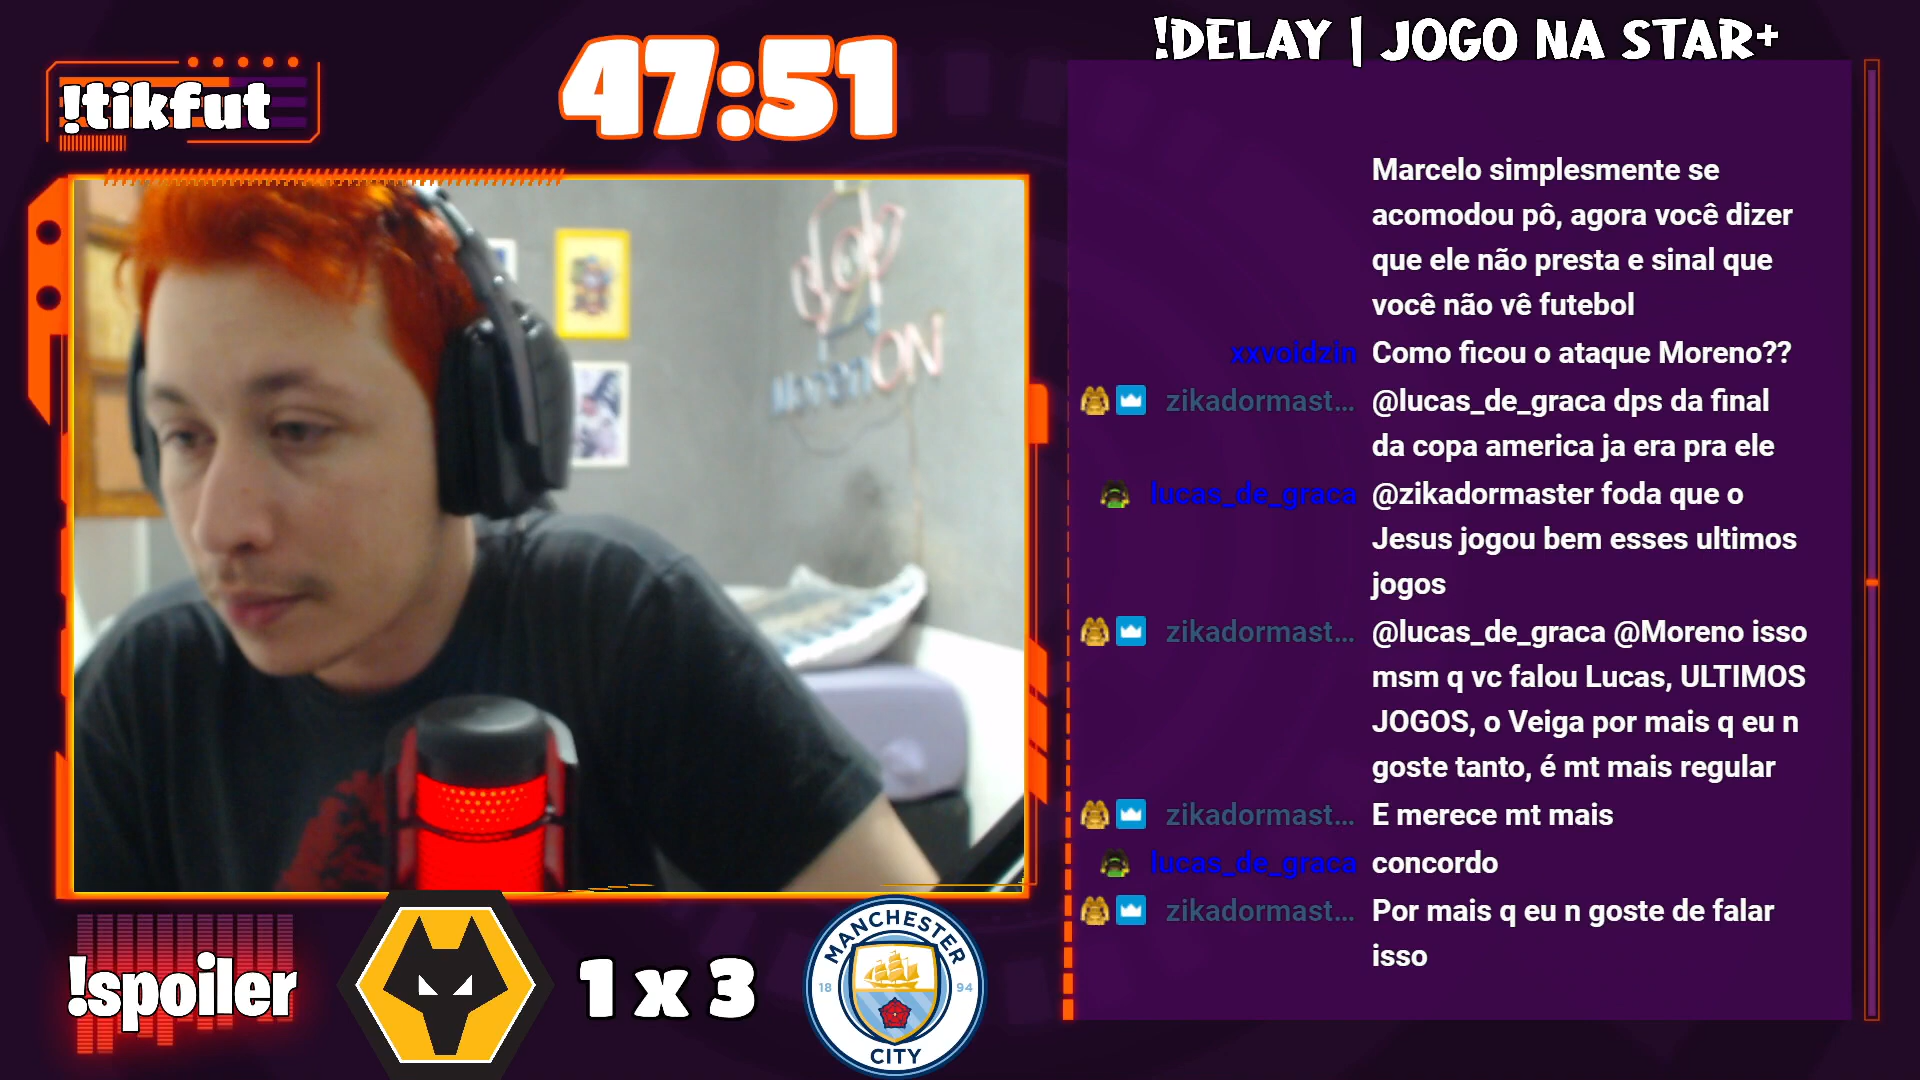 !DELAY | JOGO NA STAR+
!tikfut
47:51
Marcelo simplesmente se
acomodou pô, agora você dizer
que ele não presta e sinal que
você não vê futebol
xxvoidzin Como ficou o ataque Moreno??
zikadormast... @lucas_de_graca dps da final
da copa america ja era pra ele
lucas_de_graca @zikadormaster foda que o
Jesus jogou bem esses ultimos
jogos
zikadormast... @lucas_de_graca @Moreno isso
msm q vc falou Lucas, ULTIMOS
JOGOS, o Veiga por mais q eu n
goste tanto, é mt mais regular
zikadormast... E merece mt mais
lucas_de_graca concordo
zikadormast... Por mais q eu n goste de falar
isso
ON
!spoiler
1 x 3
MANCHESTER
18 94
CITY